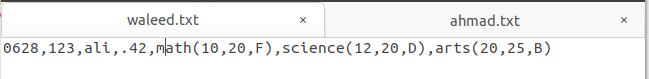 waleed.txt × ahmad.txt ×
0628,123,ali,.42,math(10,20,F),science(12,20,D),arts(20,25,B)